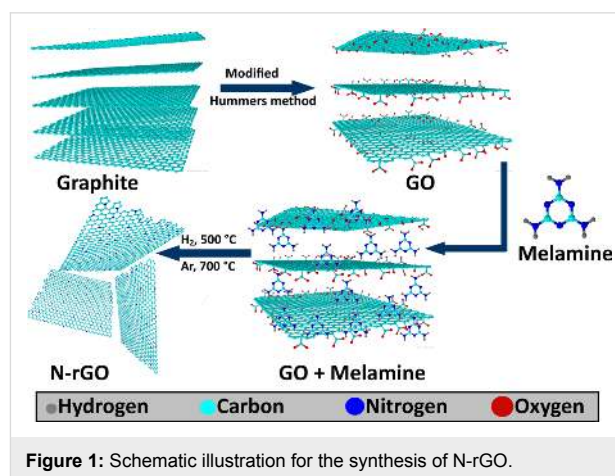 Modified
Hummers method
Graphite
GO
Melamine
H₂, 500 °C
Ar, 700 °C
N-rGO
GO + Melamine
Hydrogen
Carbon
Nitrogen
Oxygen
Figure 1: Schematic illustration for the synthesis of N-rGO.